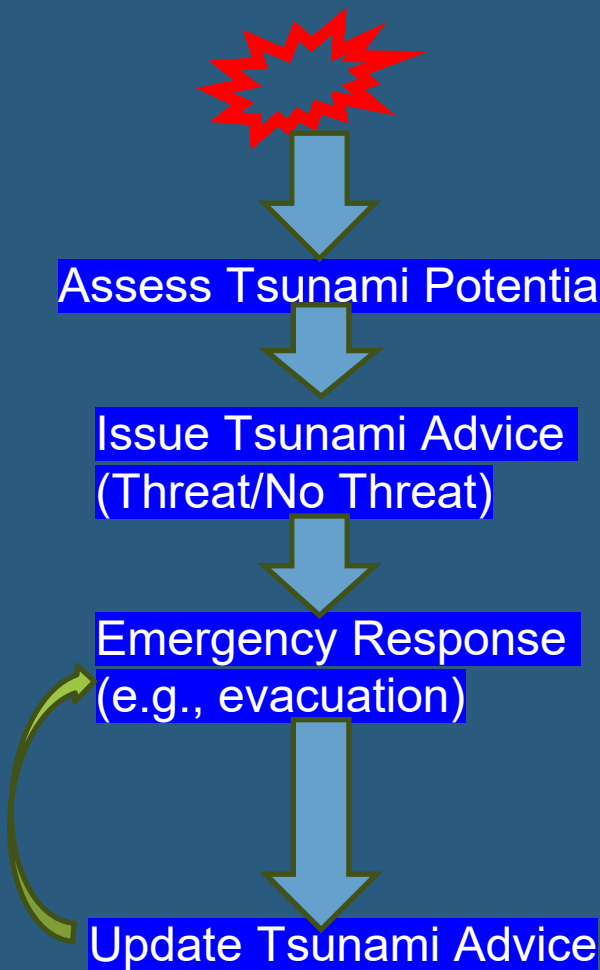 Assess Tsunami Potentia
Issue Tsunami Advice
(Threat/No Threat)
Emergency Response
(e.g., evacuation)
Update Tsunami Advice